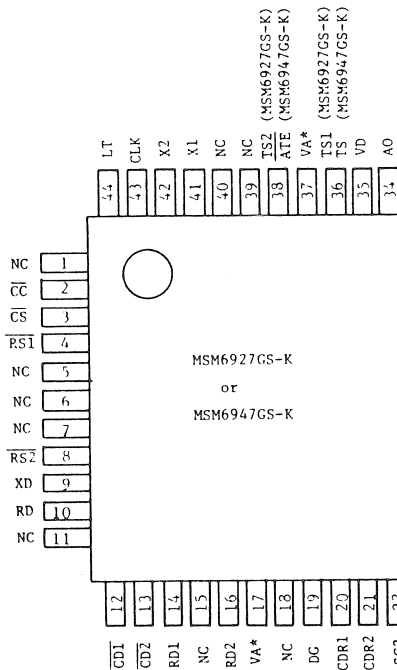 TS2 (MSM6927GS-K)
ATE (MSM6947GS-K)
TS1 (MSM6927GS-K)
TS (MSM6947GS-K)
LT
CLK
X2
X1
NC
NC
VA*
VD
AO
44
43
42
41
40
39
38
37
36
35
34
NC 1
CC 2
CS 3
RS1 4
NC 5
NC 6
NC 7
RS2 8
XD 9
RD 10
NC 11
MSM6927GS-K
or
MSM6947GS-K
12
13
14
15
16
17
18
19
20
21
22
CD1
CD2
RD1
NC
RD2
VA*
NC
DG
CDR1
CDR2